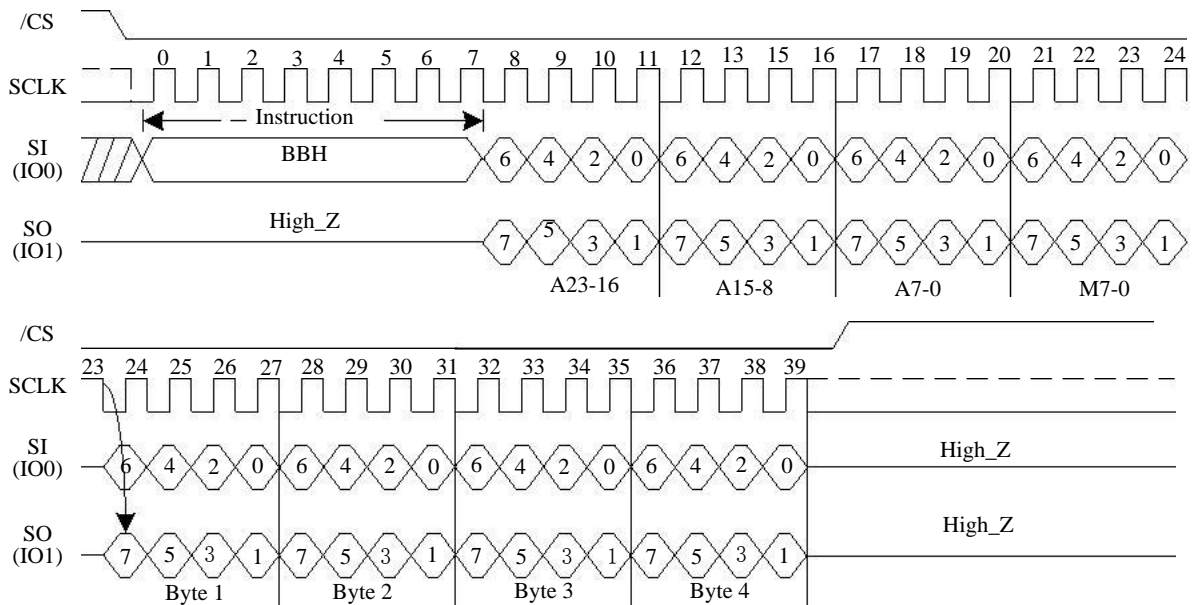 /CS
0 1 2 3 4 5 6 7 8 9 10 11 12 13 15 16 17 18 19 20 21 22 23 24
SCLK
Instruction
SI
(IO0)
BBH 6 4 2 0 6 4 2 0 6 4 2 0 6 4 2 0
High_Z
SO
(IO1)
7 5 3 1 7 5 3 1 7 5 3 1 7 5 3 1
A23-16 A15-8 A7-0 M7-0
/CS
23 24 25 26 27 28 29 30 31 32 33 34 35 36 37 38 39
SCLK
SI
(IO0)
6 4 2 0 6 4 2 0 6 4 2 0 6 4 2 0 High_Z
SO
(IO1)
7 5 3 1 7 5 3 1 7 5 3 1 7 5 3 1 High_Z
Byte 1 Byte 2 Byte 3 Byte 4